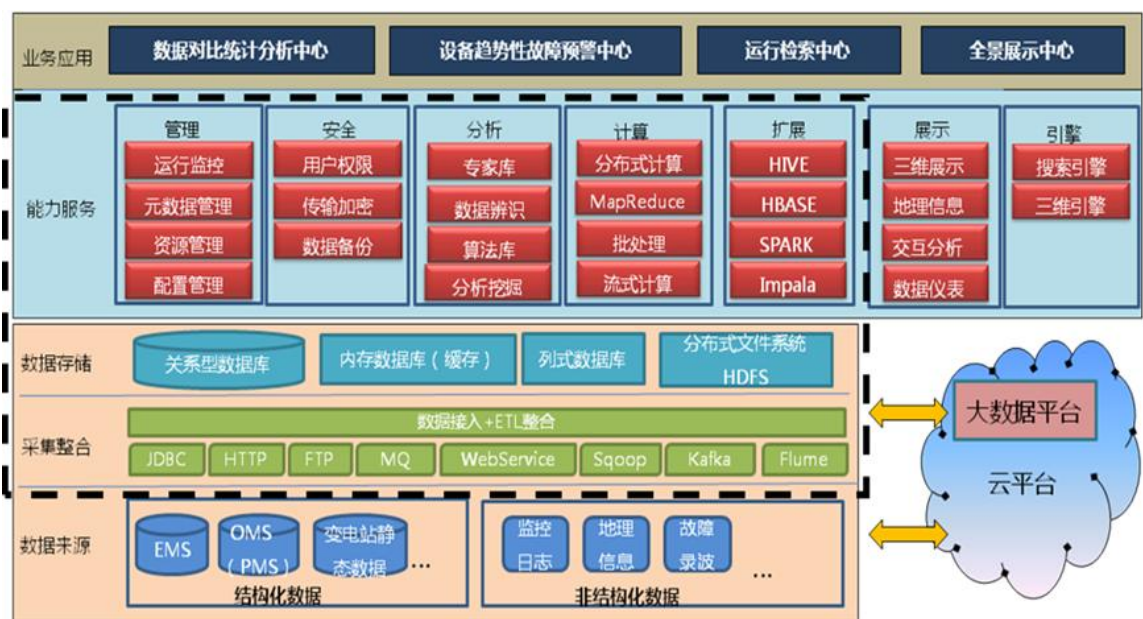 业务应用
数据对比统计分析中心
设备趋势性故障预警中心
运行检索中心
全景展示中心
能力服务
管理
运行监控
元数据管理
资源管理
配置管理
安全
用户权限
传输加密
数据备份
分析
专家库
数据辨识
算法库
分析挖掘
计算
分布式计算
MapReduce
批处理
流式计算
扩展
HIVE
HBASE
SPARK
Impala
展示
三维展示
地理信息
交互分析
数据仪表
引擎
搜索引擎
三维引擎
数据存储
关系型数据库
内存数据库（缓存）
列式数据库
分布式文件系统
HDFS
采集整合
数据接入+ETL整合
JDBC
HTTP
FTP
MQ
WebService
Sqoop
Kafka
Flume
数据来源
EMS
OMS
（PMS）
变电站静
态数据
...
结构化数据
监控
日志
地理
信息
故障
录波
...
非结构化数据
大数据平台
云平台